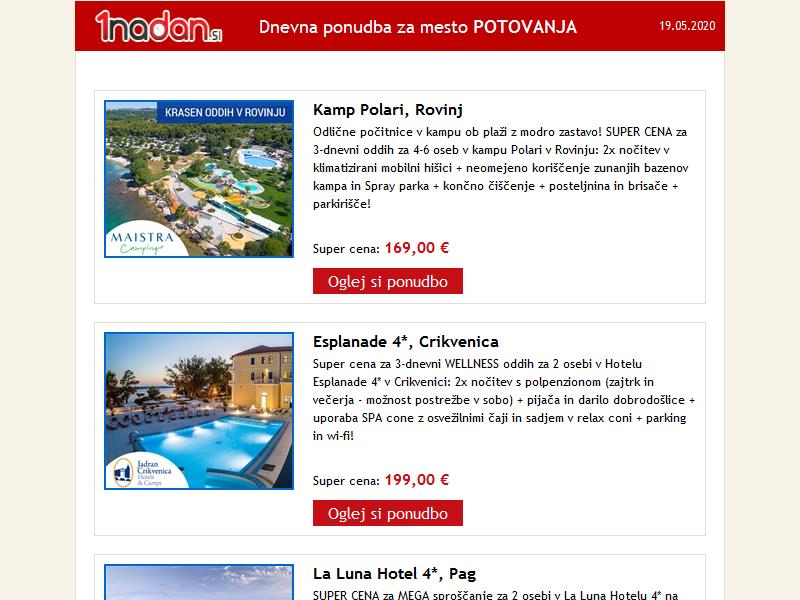 1nadan.si
Dnevna ponudba za mesto POTOVANJA
19.05.2020
KRASEN ODDIH V ROVINJU
MAISTRA
Camping
Kamp Polari, Rovinj
Odlične počitnice v kampu ob plaži z modro zastavo! SUPER CENA za
3-dnevni oddih za 4-6 oseb v kampu Polari v Rovinju: 2x nočitev v
klimatizirani mobilni hišici + neomejeno koriščenje zunanjih bazenov
kampa in Spray parka + končno čiščenje + posteljnina in brisače +
parkirišče!
Super cena: 169,00 €
Oglej si ponudbo
Jadran
Crikvenica
Hotels
& Camps
Esplanade 4*, Crikvenica
Super cena za 3-dnevni WELLNESS oddih za 2 osebi v Hotelu
Esplanade 4* v Crikvenici: 2x nočitev s polpenzionom (zajtrk in
večerja - možnost postrežbe v sobo) + pijača in darilo dobrodošlice +
uporaba SPA cone z osvežilnimi čaji in sadjem v relax coni + parking
in wi-fi!
Super cena: 199,00 €
Oglej si ponudbo
La Luna Hotel 4*, Pag
SUPER CENA za MEGA sproščanje za 2 osebi v La Luna Hotelu 4* na